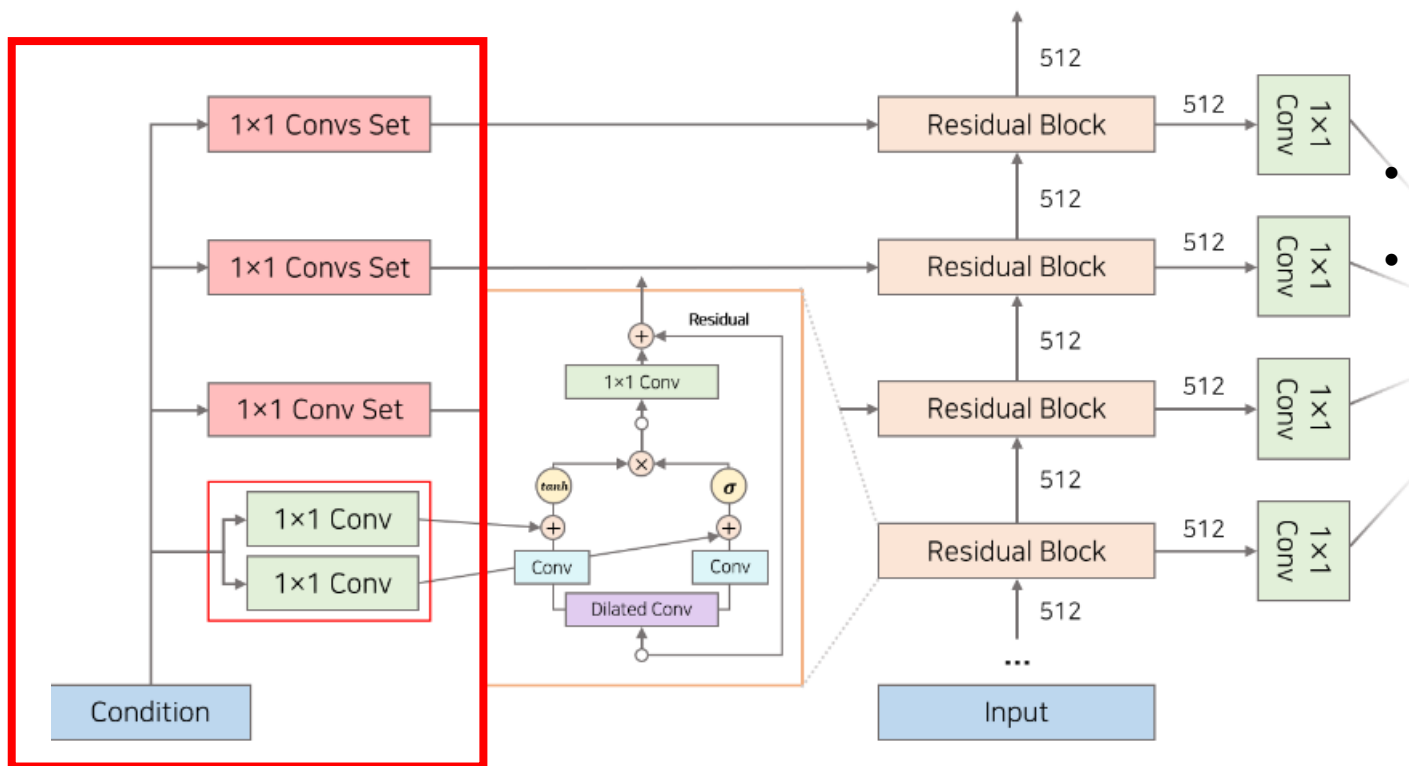 512
1×1 Convs Set
Residual Block
512
1×1
Conv
512
1×1 Convs Set
Residual Block
512
1×1
Conv
Residual
512
1×1 Conv
1×1 Conv Set
Residual Block
512
1×1
Conv
tanh
×
σ
512
1×1 Conv
+
+
1×1 Conv
Conv
Conv
Residual Block
512
1×1
Conv
Dilated Conv
512
...
Condition
Input
+